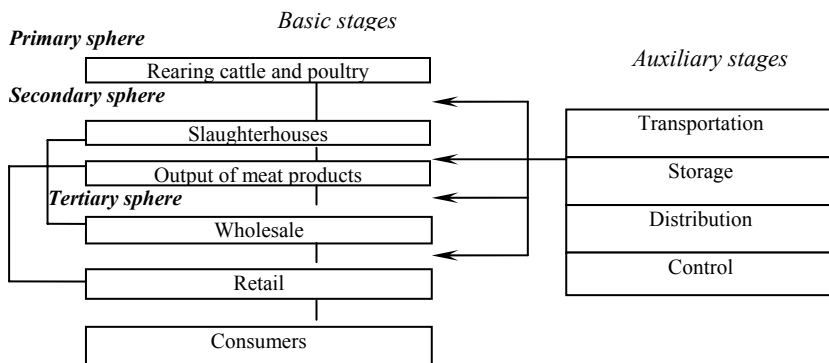 Basic stages
Primary sphere
Auxiliary stages
Rearing cattle and poultry
Secondary sphere
Transportation
Slaughterhouses
Output of meat products
Storage
Tertiary sphere
Distribution
Wholesale
Control
Retail
Consumers